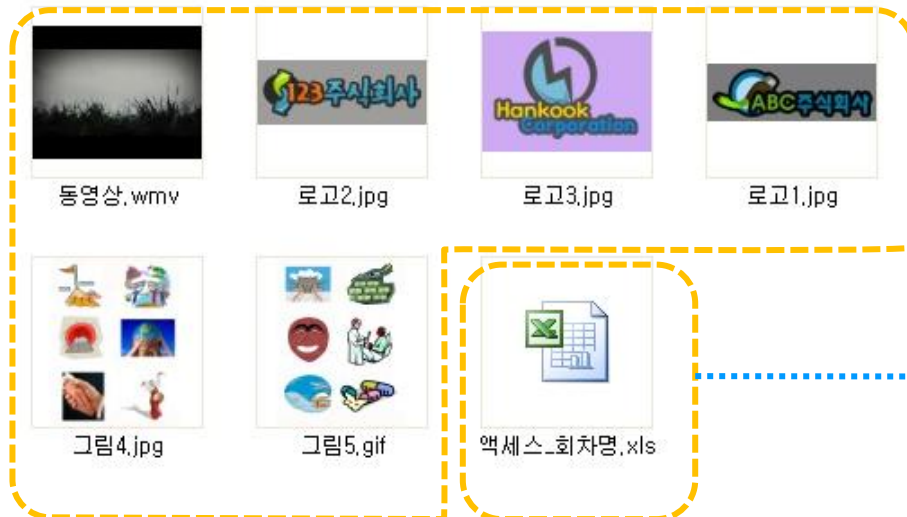 123주식회사
Hankook
Corporation
ABC주식회사
동영상.wmv
로고2.jpg
로고3.jpg
로고1.jpg
그림4.jpg
그림5.gif
액세스_회차명.xls